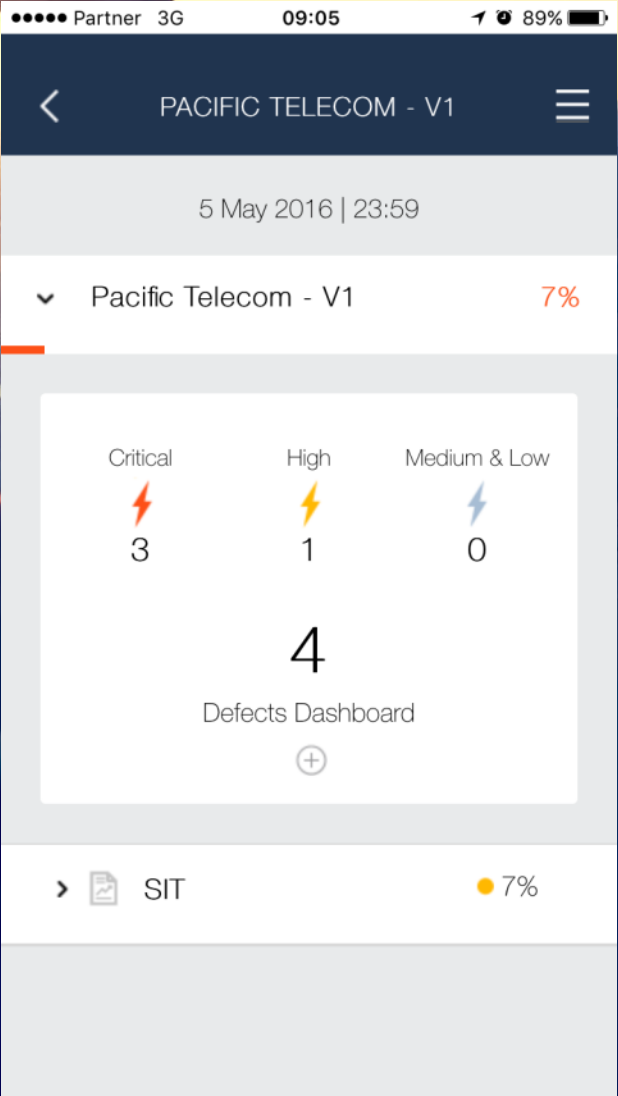 Partner 3G 09:05 89%
PACIFIC TELECOM - V1
5 May 2016 | 23:59
Pacific Telecom - V1 7%
Critical High Medium & Low
3 1 0
4
Defects Dashboard
SIT 7%